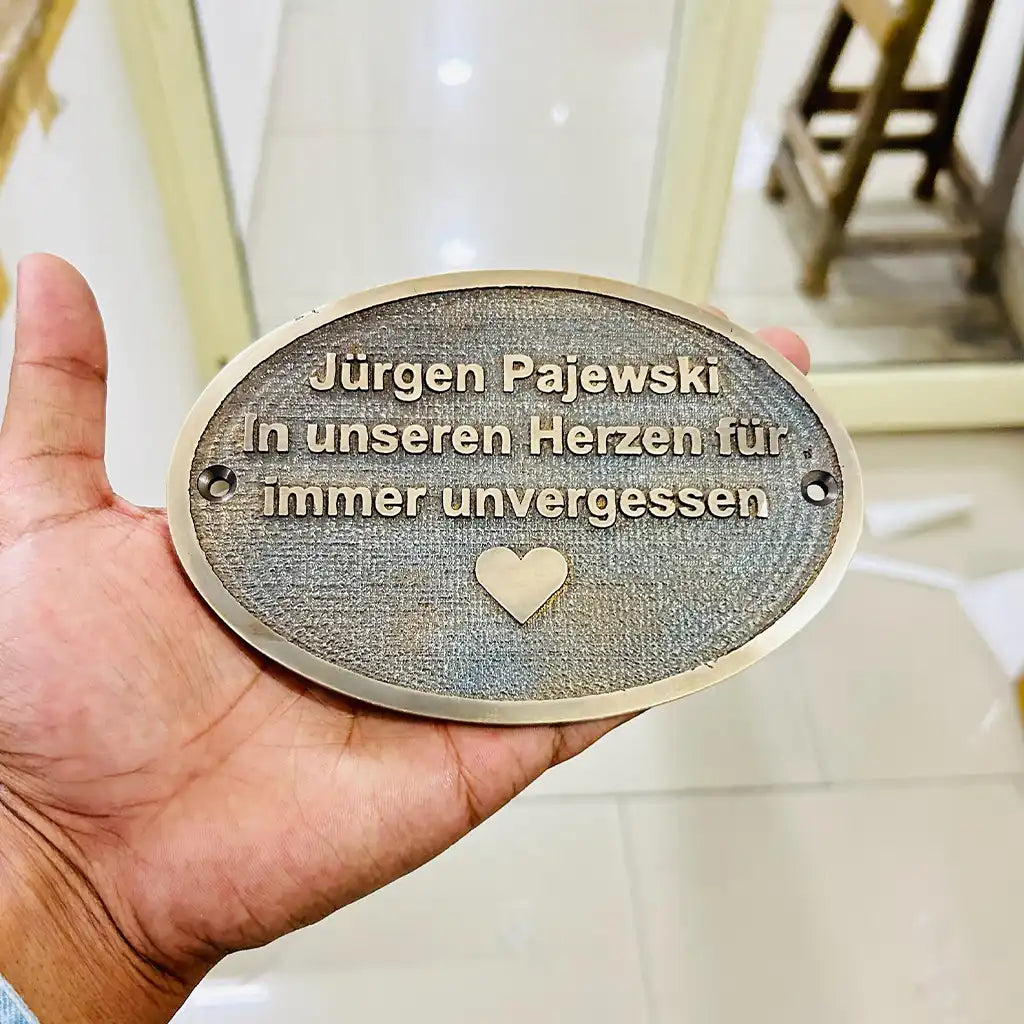 Jürgen Pajewski
In unseren Herzen für
immer unvergessen